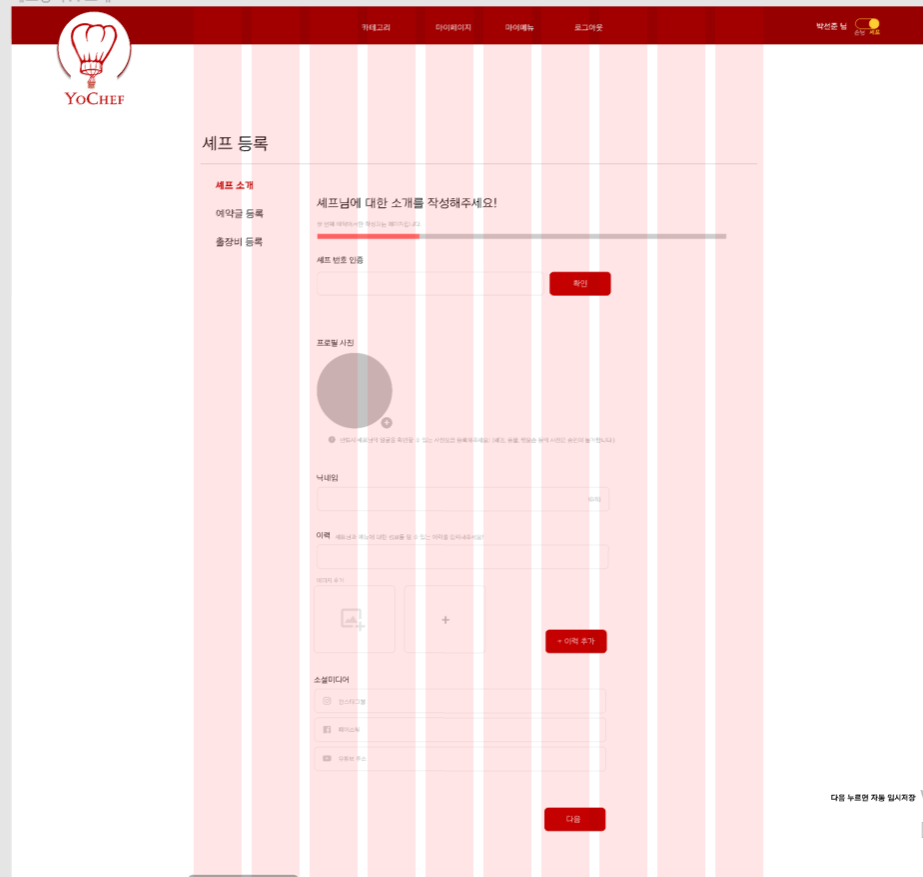 카테고리 마이페이지 마이메뉴 로그아웃 박선준 님
손님 셰프
YOCHEF
셰프 등록
셰프 소개
예약글 등록
출장비 등록
셰프님에 대한 소개를 작성해주세요!
셰프 번호 인증
확인
프로필 사진
닉네임
이력
이미지 추가
+
+ 이력 추가
소셜미디어
인스타그램
페이스북
유튜브 주소
다음
다음 누르면 자동 임시저장